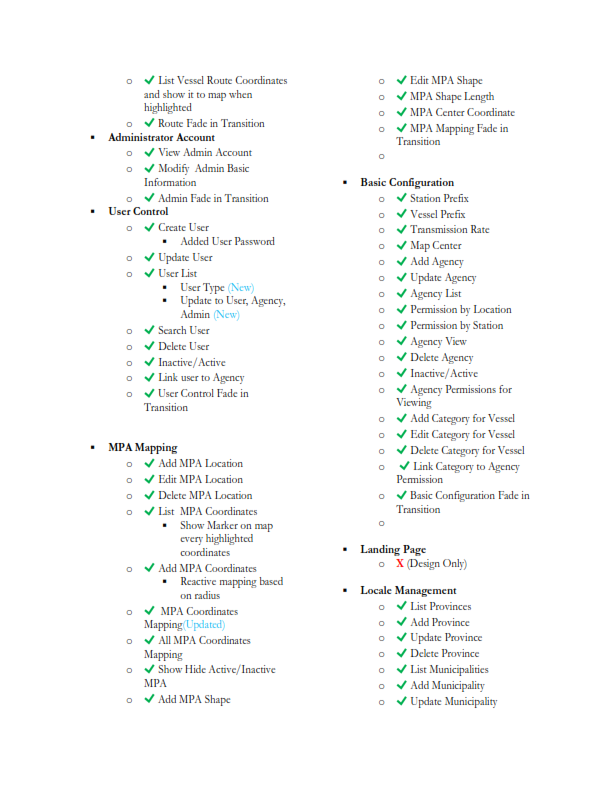 ✔ List Vessel Route Coordinates
and show it to map when
highlighted
✔ Route Fade in Transition
Administrator Account
✔ View Admin Account
✔ Modify Admin Basic
Information
✔ Admin Fade in Transition
User Control
✔ Create User
Added User Password
✔ Update User
✔ User List
User Type (New)
Update to User, Agency,
Admin (New)
✔ Search User
✔ Delete User
✔ Inactive/Active
✔ Link user to Agency
✔ User Control Fade in
Transition
MPA Mapping
✔ Add MPA Location
✔ Edit MPA Location
✔ Delete MPA Location
✔ List MPA Coordinates
Show Marker on map
every highlighted
coordinates
✔ Add MPA Coordinates
Reactive mapping based
on radius
✔ MPA Coordinates
Mapping(Updated)
✔ All MPA Coordinates
Mapping
✔ Show Hide Active/Inactive
MPA
✔ Add MPA Shape
✔ Edit MPA Shape
✔ MPA Shape Length
✔ MPA Center Coordinate
✔ MPA Mapping Fade in
Transition
Basic Configuration
✔ Station Prefix
✔ Vessel Prefix
✔ Transmission Rate
✔ Map Center
✔ Add Agency
✔ Update Agency
✔ Agency List
✔ Permission by Location
✔ Permission by Station
✔ Agency View
✔ Delete Agency
✔ Inactive/Active
✔ Agency Permissions for
Viewing
✔ Add Category for Vessel
✔ Edit Category for Vessel
✔ Delete Category for Vessel
✔ Link Category to Agency
Permission
✔ Basic Configuration Fade in
Transition
Landing Page
X (Design Only)
Locale Management
✔ List Provinces
✔ Add Province
✔ Update Province
✔ Delete Province
✔ List Municipalities
✔ Add Municipality
✔ Update Municipality